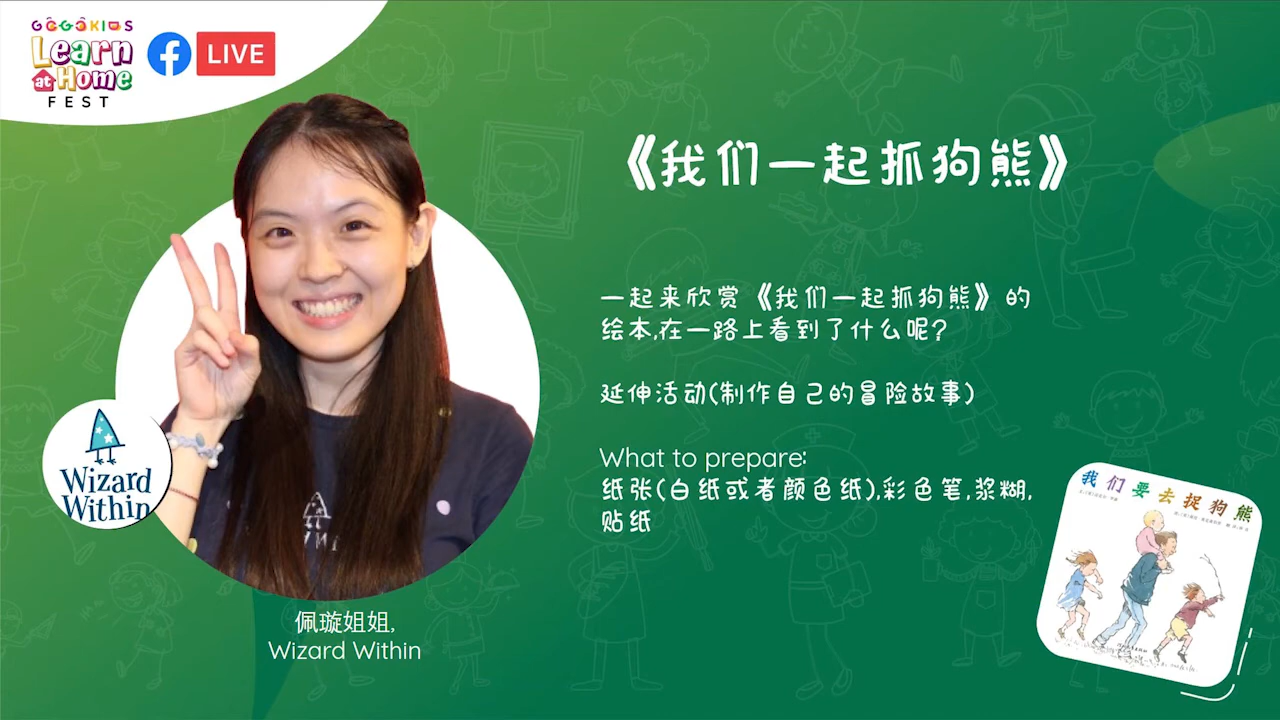 GOGOKIDS
Learn
at Home
FEST
LIVE
《我们一起抓狗熊》
一起来欣赏《我们一起抓狗熊》的
绘本,在一路上看到了什么呢?
延伸活动(制作自己的冒险故事)
What to prepare:
纸张(白纸或者颜色纸),彩色笔,浆糊,
贴纸
Wizard
Within
佩璇姐姐,
Wizard Within
我们要去捉狗熊